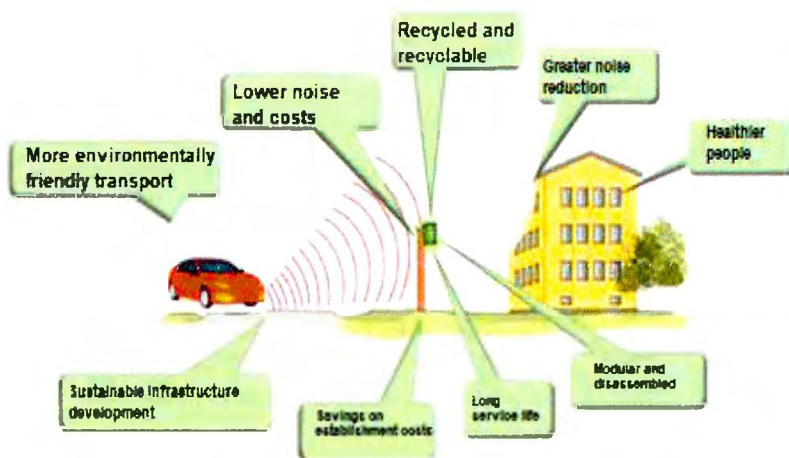 Recycled and
recyclable
Greater noise
reduction
Lower noise
and costs
Healthier
people
More environmentally
friendly transport
Sustainable infrastructure
development
Savings on
establishment costs
Long
service life
Modular and
disassembled